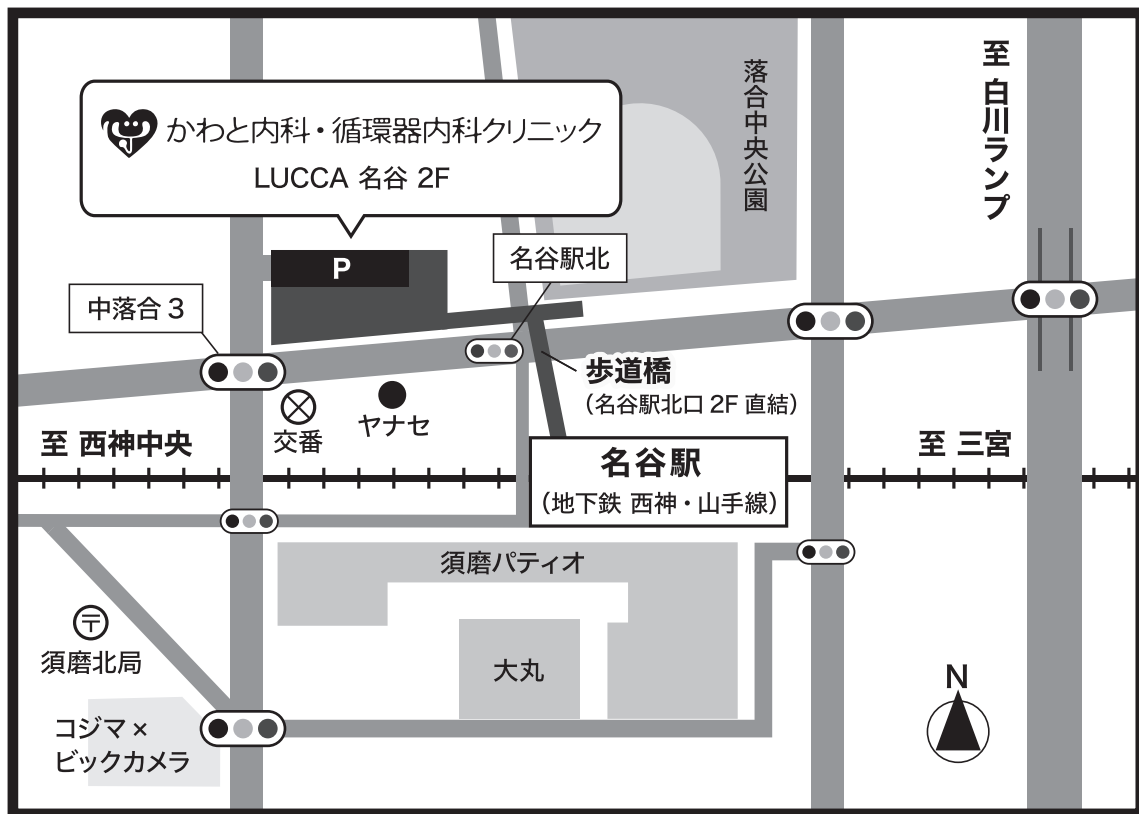 かわと内科・循環器内科クリニック
LUCCA 名谷 2F
落合中央公園
至 白川ランプ
P
名谷駅北
中落合 3
歩道橋
（名谷駅北口 2F 直結）
交番
ヤナセ
至 西神中央
至 三宮
名谷駅
（地下鉄 西神・山手線）
須磨パティオ
〒
須磨北局
大丸
コジマ×
ビックカメラ
N